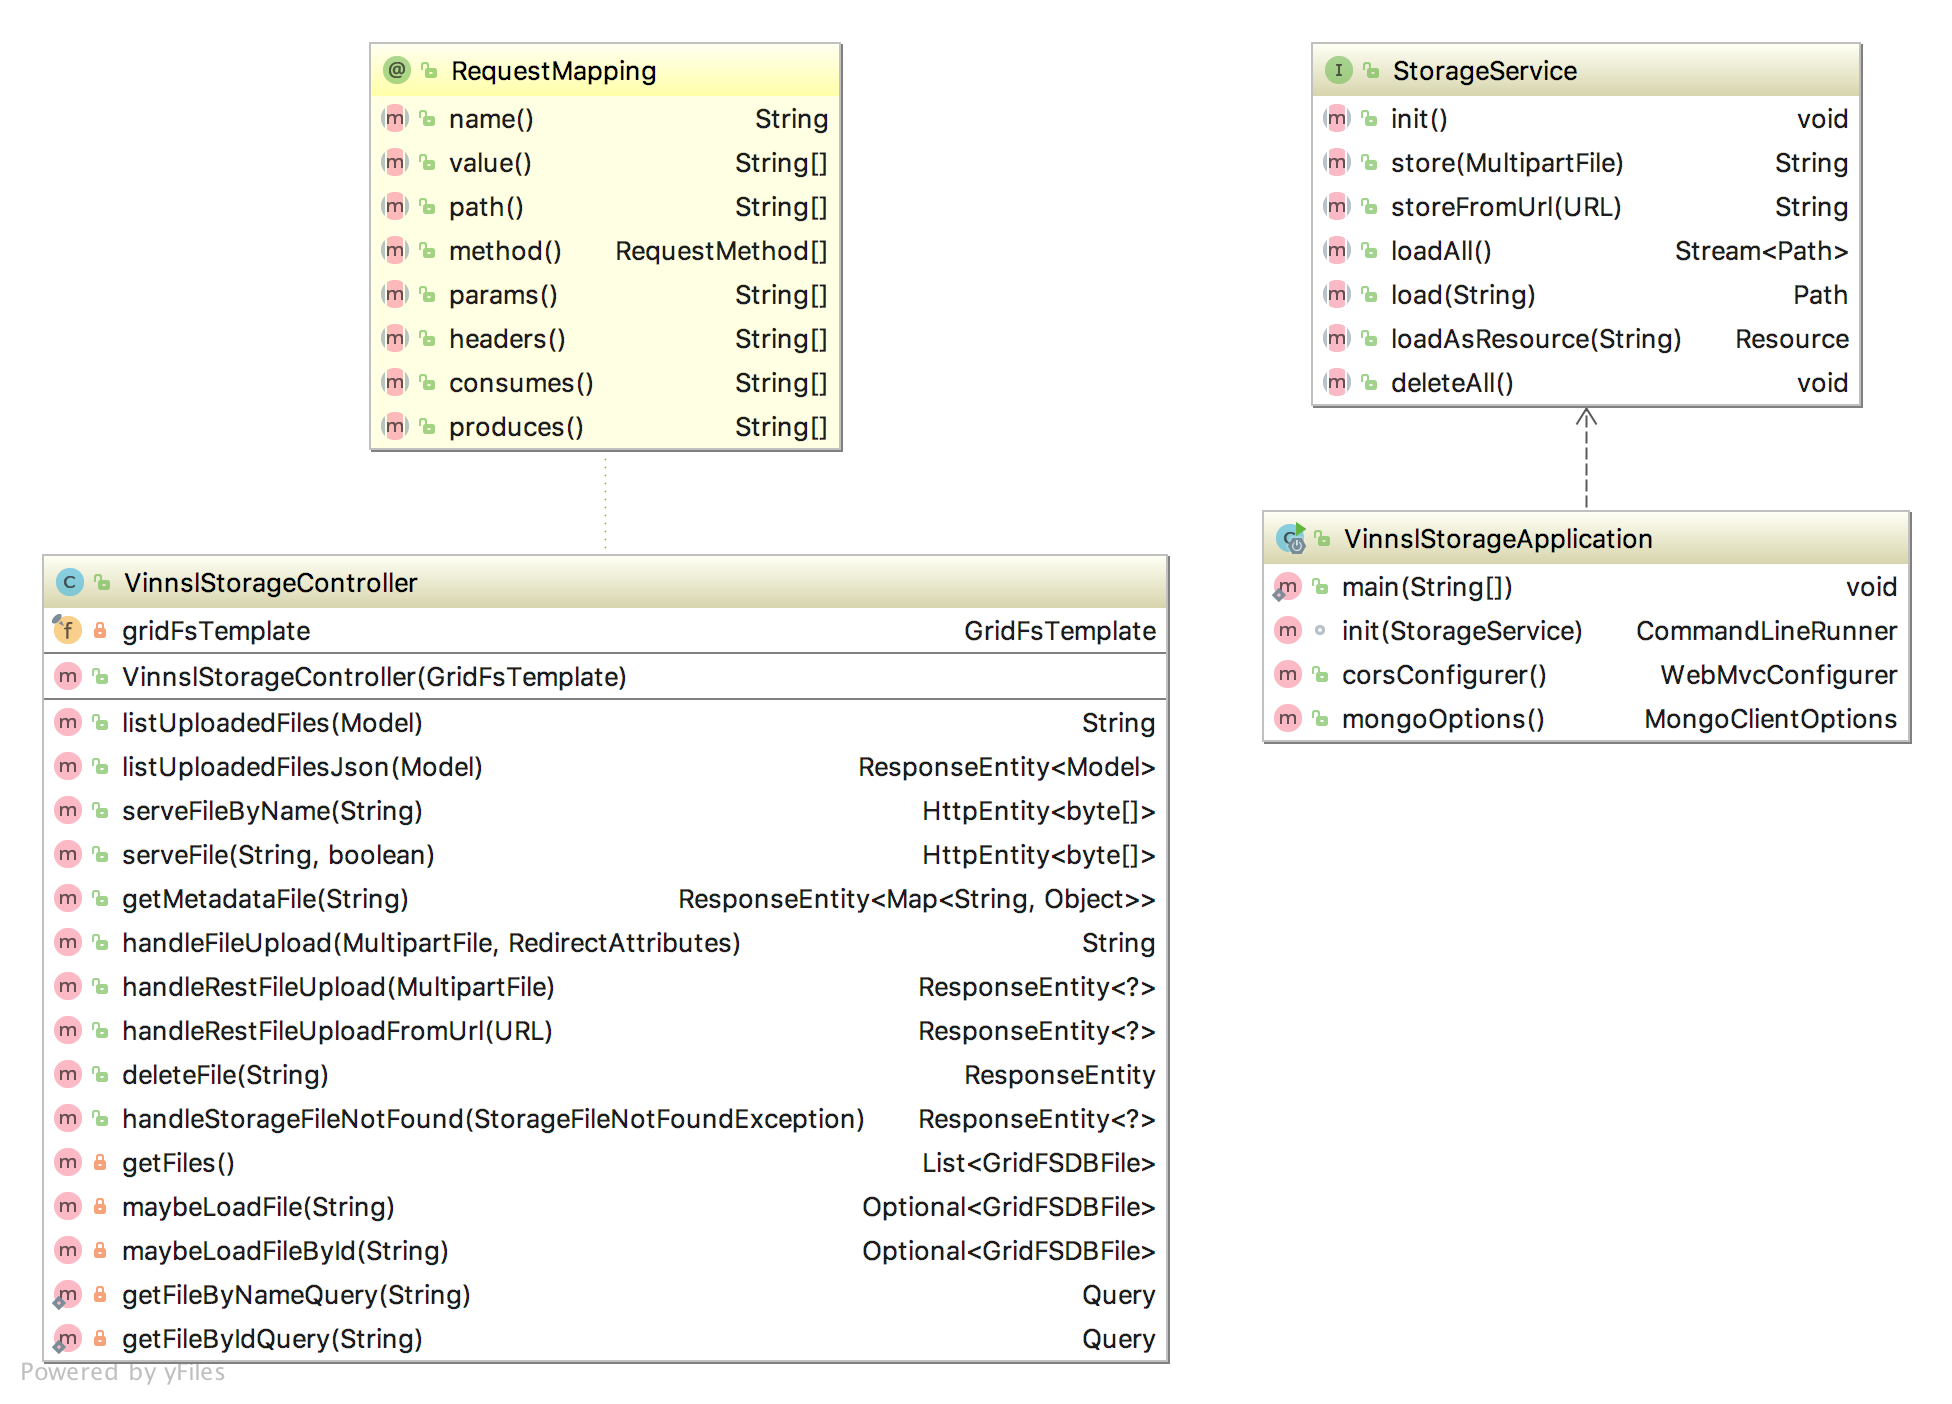 RequestMapping
name() String
value() String[]
path() String[]
method() RequestMethod[]
params() String[]
headers() String[]
consumes() String[]
produces() String[]
StorageService
init() void
store(MultipartFile) String
storeFromUrl(URL) String
loadAll() Stream<Path>
load(String) Path
loadAsResource(String) Resource
deleteAll() void
VinnslStorageController
gridFsTemplate GridFsTemplate
VinnslStorageController(GridFsTemplate)
listUploadedFiles(Model) String
listUploadedFilesJson(Model) ResponseEntity<Model>
serveFileByName(String) HttpEntity<byte[]>
serveFile(String, boolean) HttpEntity<byte[]>
getMetadataFile(String) ResponseEntity<Map<String, Object>>
handleFileUpload(MultipartFile, RedirectAttributes) String
handleRestFileUpload(MultipartFile) ResponseEntity<?>
handleRestFileUploadFromUrl(URL) ResponseEntity<?>
deleteFile(String) ResponseEntity
handleStorageFileNotFound(StorageFileNotFoundException) ResponseEntity<?>
getFiles() List<GridFSDBFile>
maybeLoadFile(String) Optional<GridFSDBFile>
maybeLoadFileById(String) Optional<GridFSDBFile>
getFileByNameQuery(String) Query
getFileByIdQuery(String) Query
VinnslStorageApplication
main(String[]) void
init(StorageService) CommandLineRunner
corsConfigurer() WebMvcConfigurer
mongoOptions() MongoClientOptions
Powered by yFiles